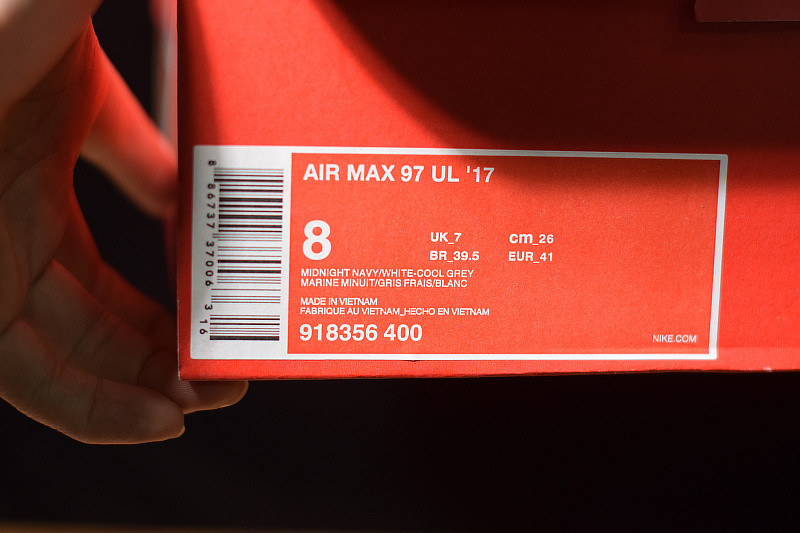 AIR MAX 97 UL '17
8
UK_7 cm_26
BR_39.5 EUR_41
MIDNIGHT NAVY/WHITE-COOL GREY
MARINE MINUIT/GRIS FRAIS/BLANC
MADE IN VIETNAM
FABRIQUE AU VIETNAM_HECHO EN VIETNAM
918356 400
NIKE.COM
8 86737 37006 3 16